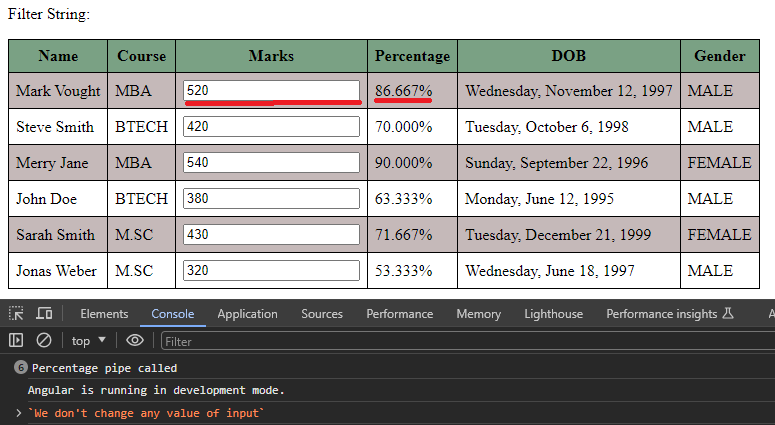 Filter String:
Name Course Marks Percentage DOB Gender
Mark Vought MBA 520 86.667% Wednesday, November 12, 1997 MALE
Steve Smith BTECH 420 70.000% Tuesday, October 6, 1998 MALE
Merry Jane MBA 540 90.000% Sunday, September 22, 1996 FEMALE
John Doe BTECH 380 63.333% Monday, June 12, 1995 MALE
Sarah Smith M.SC 430 71.667% Tuesday, December 21, 1999 FEMALE
Jonas Weber M.SC 320 53.333% Wednesday, June 18, 1997 MALE
Elements Console Application Sources Performance Memory Lighthouse Performance insights A
top Filter
6 Percentage pipe called
Angular is running in development mode.
> `We don't change any value of input`